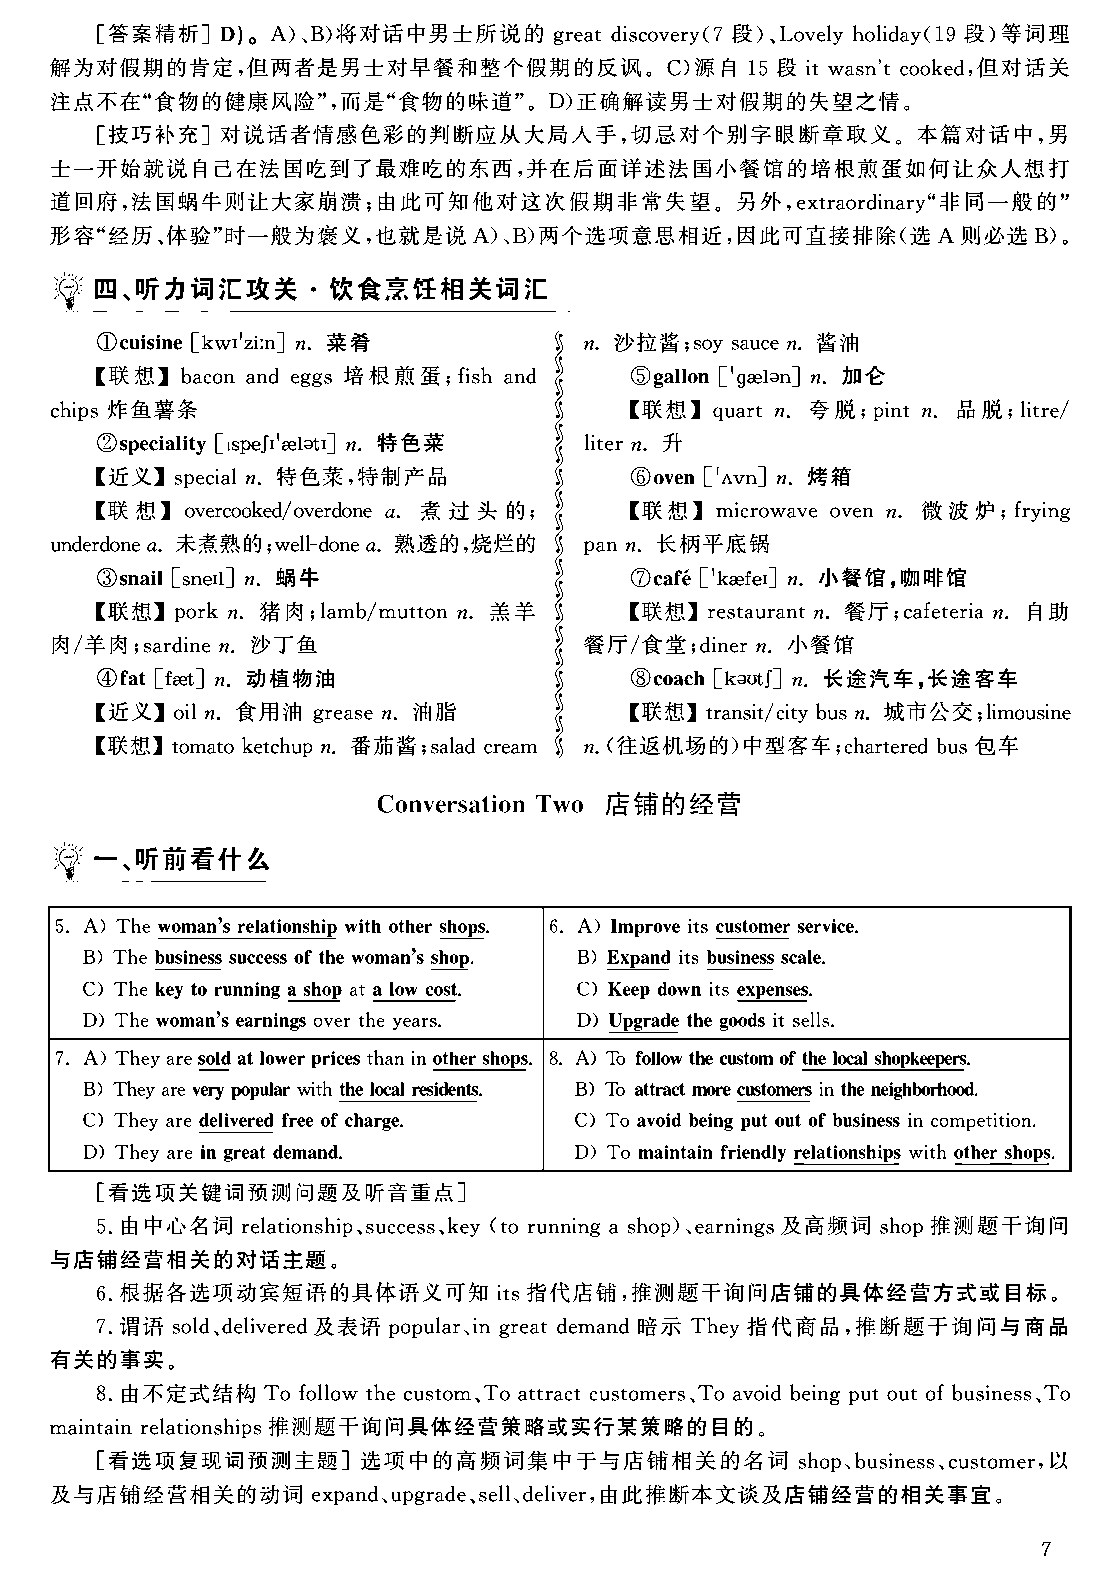 [答案精析] D)。A)、B)将对话中男士所说的 great discovery(7 段)、Lovely holiday(19 段)等词理
解为对假期的肯定,但两者是男士对早餐和整个假期的反讽。C)源自 15 段 it wasn't cooked,但对话关
注点不在“食物的健康风险”,而是“食物的味道”。D)正确解读男士对假期的失望之情。
[技巧补充] 对说话者情感色彩的判断应从大局入手,切忌对个别字眼断章取义。本篇对话中,男
士一开始就说自己在法国吃到了最难吃的东西,并在后面详述法国小餐馆的培根煎蛋如何让众人想打
道回府,法国蜗牛则让大家崩溃;由此可知他对这次假期非常失望。另外,extraordinary“非同一般的”
形容“经历、体验”时一般为褒义,也就是说 A)、B)两个选项意思相近,因此可直接排除(选 A 则必选 B)。
四、听力词汇攻关·饮食烹饪相关词汇
①cuisine [kwɪˈziːn] n. 菜肴
【联想】bacon and eggs 培根煎蛋;fish and
chips 炸鱼薯条
②speciality [ˌspeʃɪˈælətɪ] n. 特色菜
【近义】special n. 特色菜,特制产品
【联想】overcooked/overdone a. 煮过头的;
underdone a. 未煮熟的;well-done a. 熟透的,烧烂的
③snail [sneɪl] n. 蜗牛
【联想】pork n. 猪肉;lamb/mutton n. 羔羊
肉/羊肉;sardine n. 沙丁鱼
④fat [fæt] n. 动植物油
【近义】oil n. 食用油 grease n. 油脂
【联想】tomato ketchup n. 番茄酱;salad cream
n. 沙拉酱;soy sauce n. 酱油
⑤gallon [ˈɡælən] n. 加仑
【联想】quart n. 夸脱;pint n. 品脱;litre/
liter n. 升
⑥oven [ˈʌvn] n. 烤箱
【联想】microwave oven n. 微波炉;frying
pan n. 长柄平底锅
⑦café [ˈkæfeɪ] n. 小餐馆,咖啡馆
【联想】restaurant n. 餐厅;cafeteria n. 自助
餐厅/食堂;diner n. 小餐馆
⑧coach [kəʊtʃ] n. 长途汽车,长途客车
【联想】transit/city bus n. 城市公交;limousine
n.(往返机场的)中型客车;chartered bus 包车
Conversation Two 店铺的经营
一、听前看什么
5. A) The woman's relationship with other shops.
B) The business success of the woman's shop.
C) The key to running a shop at a low cost.
D) The woman's earnings over the years.
6. A) Improve its customer service.
B) Expand its business scale.
C) Keep down its expenses.
D) Upgrade the goods it sells.
7. A) They are sold at lower prices than in other shops.
B) They are very popular with the local residents.
C) They are delivered free of charge.
D) They are in great demand.
8. A) To follow the custom of the local shopkeepers.
B) To attract more customers in the neighborhood.
C) To avoid being put out of business in competition.
D) To maintain friendly relationships with other shops.
[看选项关键词预测问题及听音重点]
5.由中心名词 relationship、success、key (to running a shop)、earnings 及高频词 shop 推测题干询问
与店铺经营相关的对话主题。
6.根据各选项动宾短语的具体语义可知 its 指代店铺,推测题干询问店铺的具体经营方式或目标。
7.谓语 sold、delivered 及表语 popular、in great demand 暗示 They 指代商品,推断题干询问与商品
有关的事实。
8.由不定式结构 To follow the custom、To attract customers、To avoid being put out of business、To
maintain relationships 推测题干询问具体经营策略或实行某策略的目的。
[看选项复现词预测主题] 选项中的高频词集中于与店铺相关的名词 shop、business、customer,以
及与店铺经营相关的动词 expand、upgrade、sell、deliver,由此推断本文谈及店铺经营的相关事宜。
7